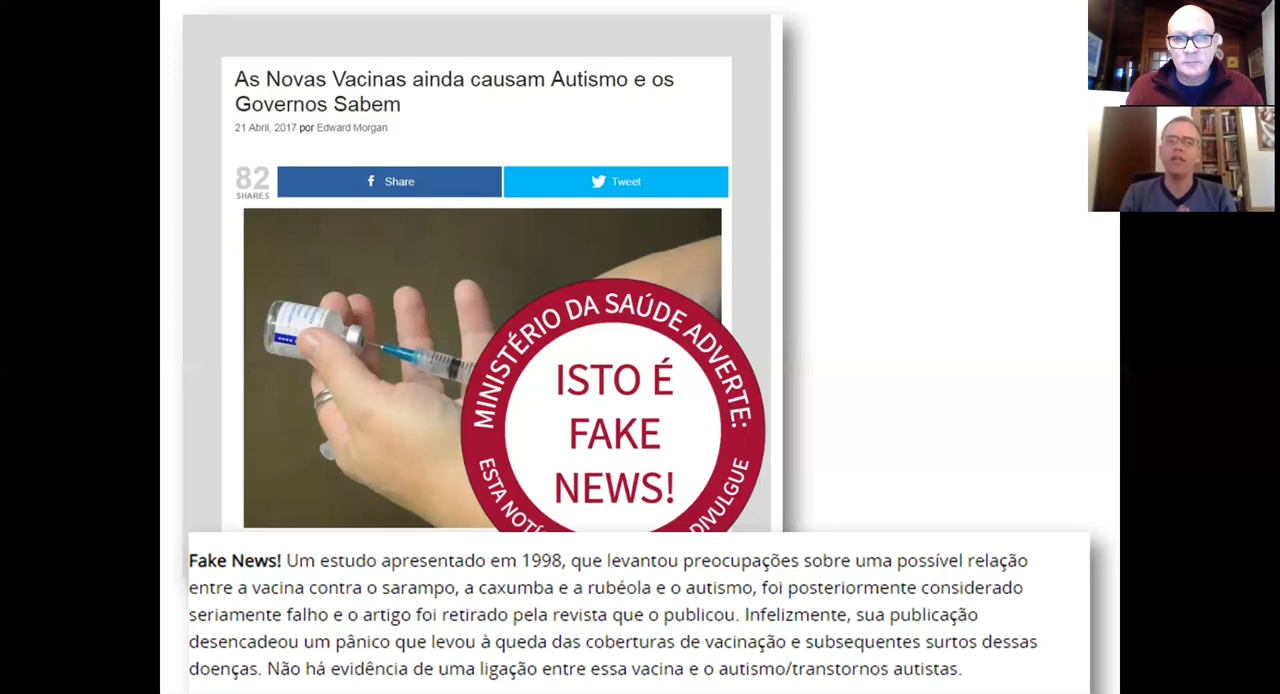 As Novas Vacinas ainda causam Autismo e os
Governos Sabem
21 Abril, 2017 por Edward Morgan
82
SHARES
Share
Tweet
MINISTÉRIO DA SAÚDE ADVERTE:
ISTO É
FAKE
NEWS!
ESTA DIVULGUE
Fake News! Um estudo apresentado em 1998, que levantou preocupações sobre uma possível relação
entre a vacina contra o sarampo, a caxumba e a rubéola e o autismo, foi posteriormente considerado
seriamente falho e o artigo foi retirado pela revista que o publicou. Infelizmente, sua publicação
desencadeou um pânico que levou à queda das coberturas de vacinação e subsequentes surtos dessas
doenças. Não há evidência de uma ligação entre essa vacina e o autismo/transtornos autistas.